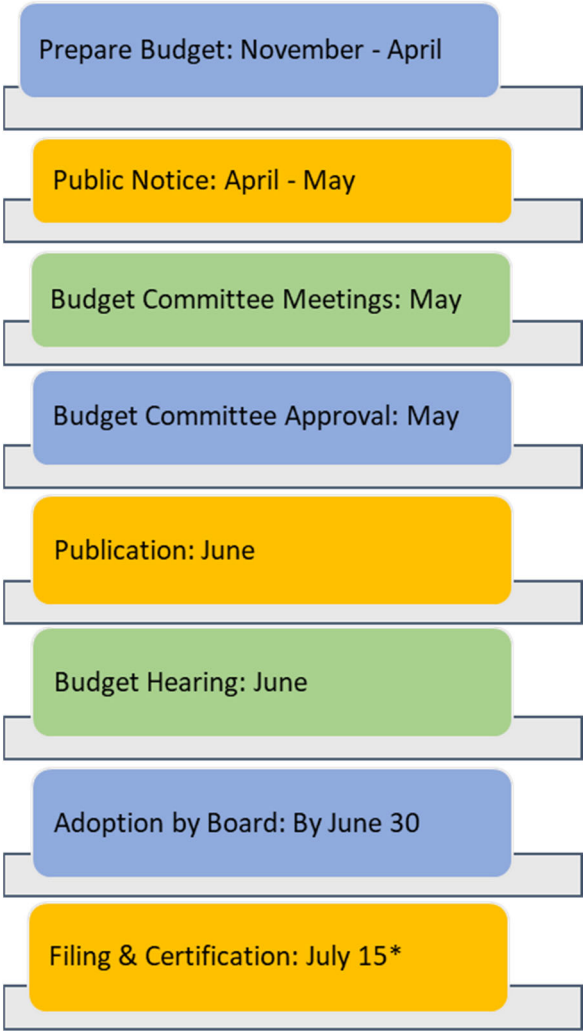 Prepare Budget: November - April
Public Notice: April - May
Budget Committee Meetings: May
Budget Committee Approval: May
Publication: June
Budget Hearing: June
Adoption by Board: By June 30
Filing & Certification: July 15*